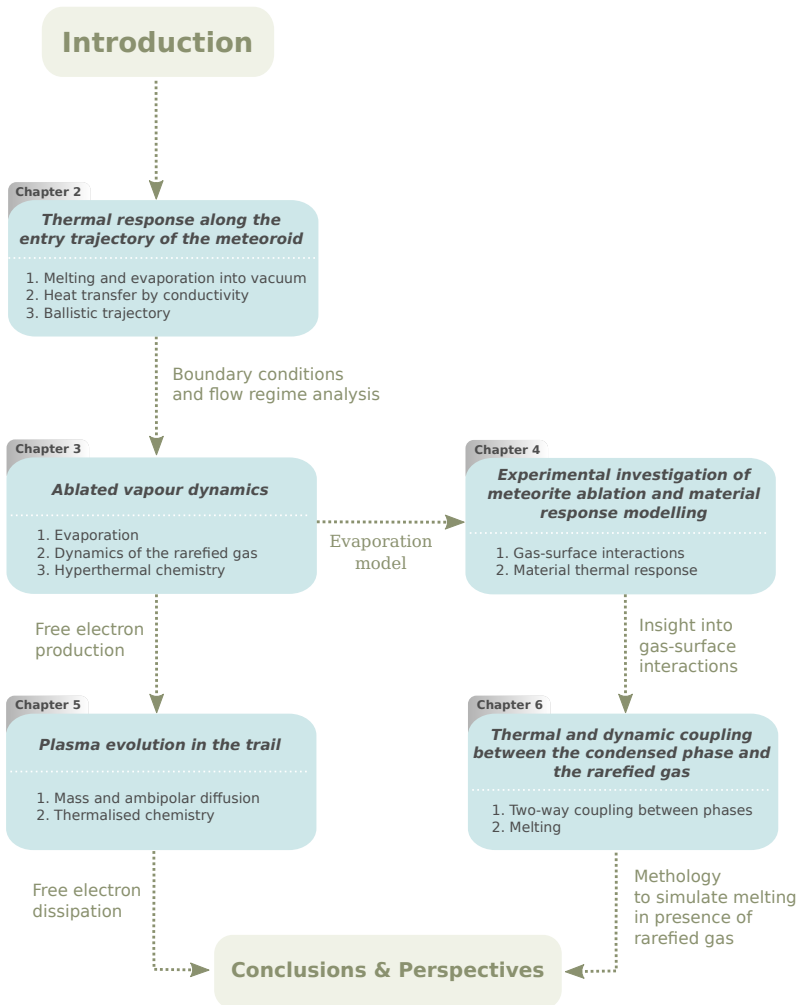 Introduction
Chapter 2
Thermal response along the
entry trajectory of the meteoroid
1. Melting and evaporation into vacuum
2. Heat transfer by conductivity
3. Ballistic trajectory
Boundary conditions
and flow regime analysis
Chapter 3
Ablated vapour dynamics
1. Evaporation
2. Dynamics of the rarefied gas
3. Hyperthermal chemistry
Evaporation
model
Chapter 4
Experimental investigation of
meteorite ablation and material
response modelling
1. Gas-surface interactions
2. Material thermal response
Free electron
production
Insight into
gas-surface
interactions
Chapter 5
Plasma evolution in the trail
1. Mass and ambipolar diffusion
2. Thermalised chemistry
Chapter 6
Thermal and dynamic coupling
between the condensed phase and
the rarefied gas
1. Two-way coupling between phases
2. Melting
Free electron
dissipation
Methology
to simulate melting
in presence of
rarefied gas
Conclusions & Perspectives